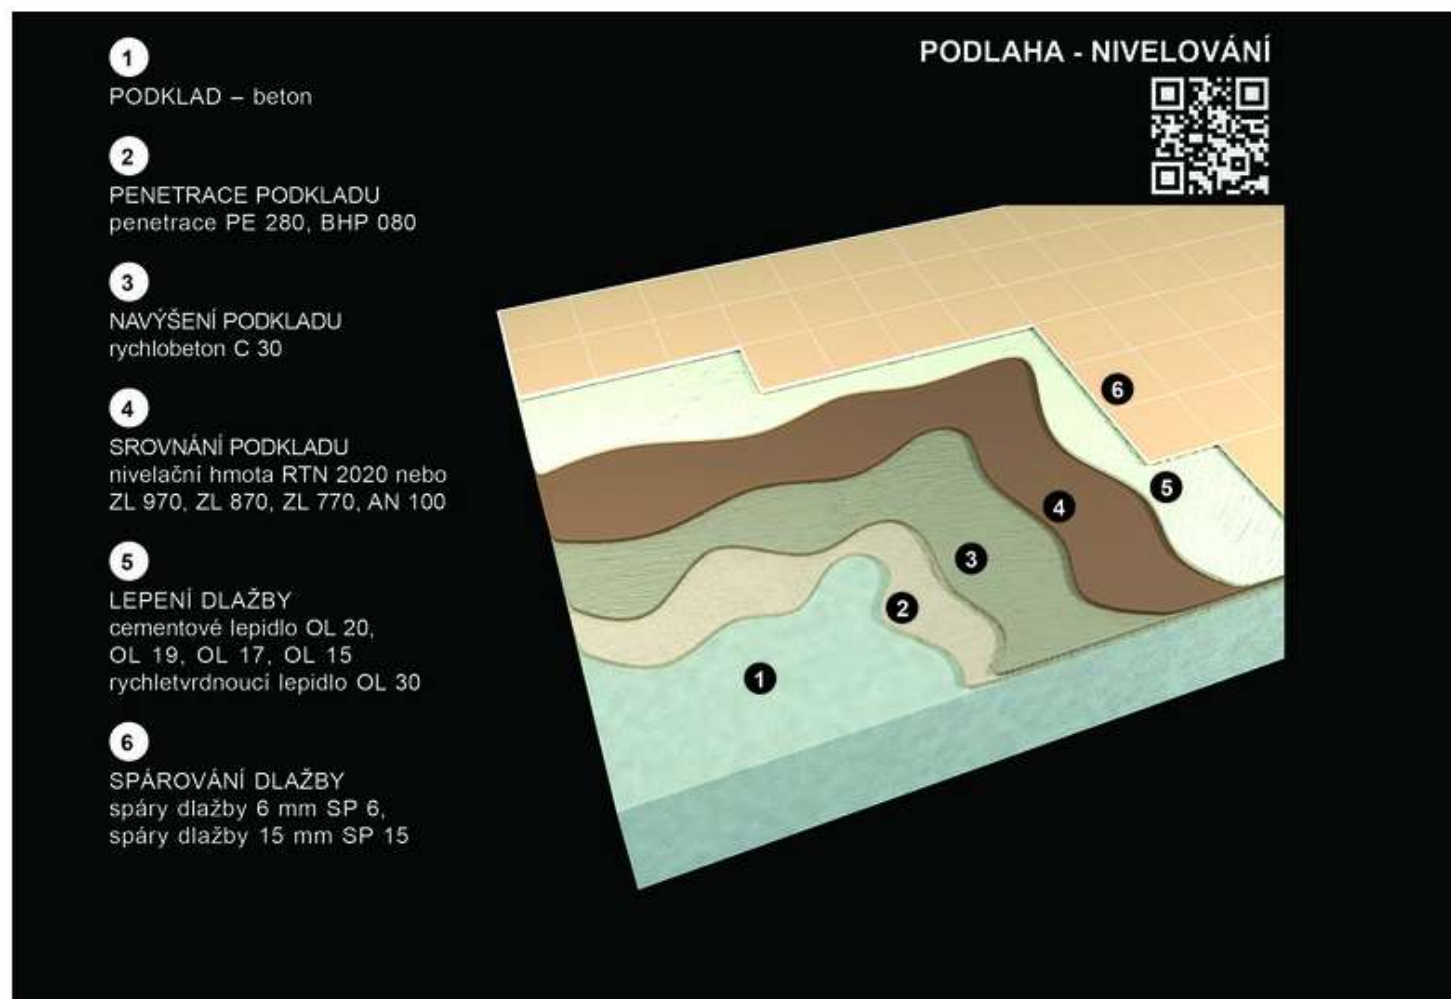 1
PODKLAD – beton
2
PENETRACE PODKLADU
penetrace PE 280, BHP 080
3
NAVÝŠENÍ PODKLADU
rychlobeton C 30
4
SROVNÁNÍ PODKLADU
nivelační hmota RTN 2020 nebo
ZL 970, ZL 870, ZL 770, AN 100
5
LEPENÍ DLAŽBY
cementové lepidlo OL 20,
OL 19, OL 17, OL 15
rychletvrdnoucí lepidlo OL 30
6
SPÁROVÁNÍ DLAŽBY
spáry dlažby 6 mm SP 6,
spáry dlažby 15 mm SP 15
PODLAHA - NIVELOVÁNÍ
6
5
4
3
2
1